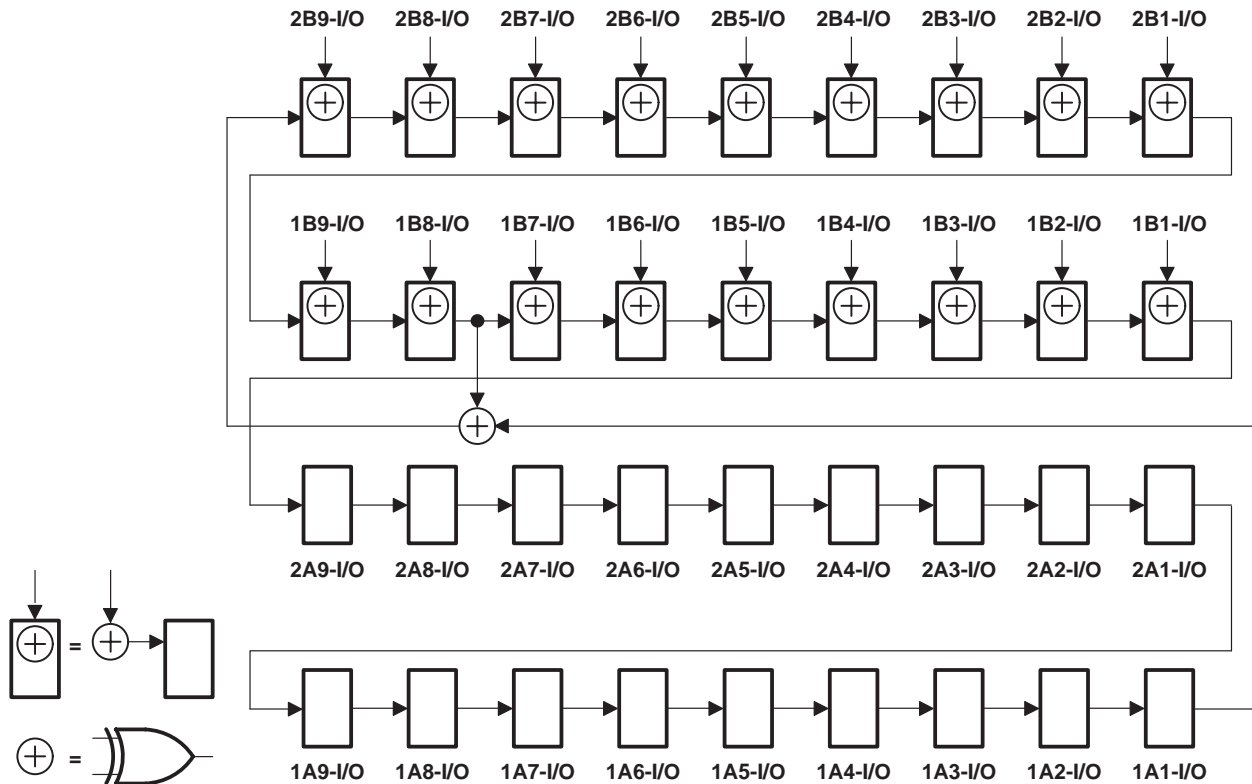 2B9-I/O 2B8-I/O 2B7-I/O 2B6-I/O 2B5-I/O 2B4-I/O 2B3-I/O 2B2-I/O 2B1-I/O
1B9-I/O 1B8-I/O 1B7-I/O 1B6-I/O 1B5-I/O 1B4-I/O 1B3-I/O 1B2-I/O 1B1-I/O
2A9-I/O 2A8-I/O 2A7-I/O 2A6-I/O 2A5-I/O 2A4-I/O 2A3-I/O 2A2-I/O 2A1-I/O
=
=
1A9-I/O 1A8-I/O 1A7-I/O 1A6-I/O 1A5-I/O 1A4-I/O 1A3-I/O 1A2-I/O 1A1-I/O